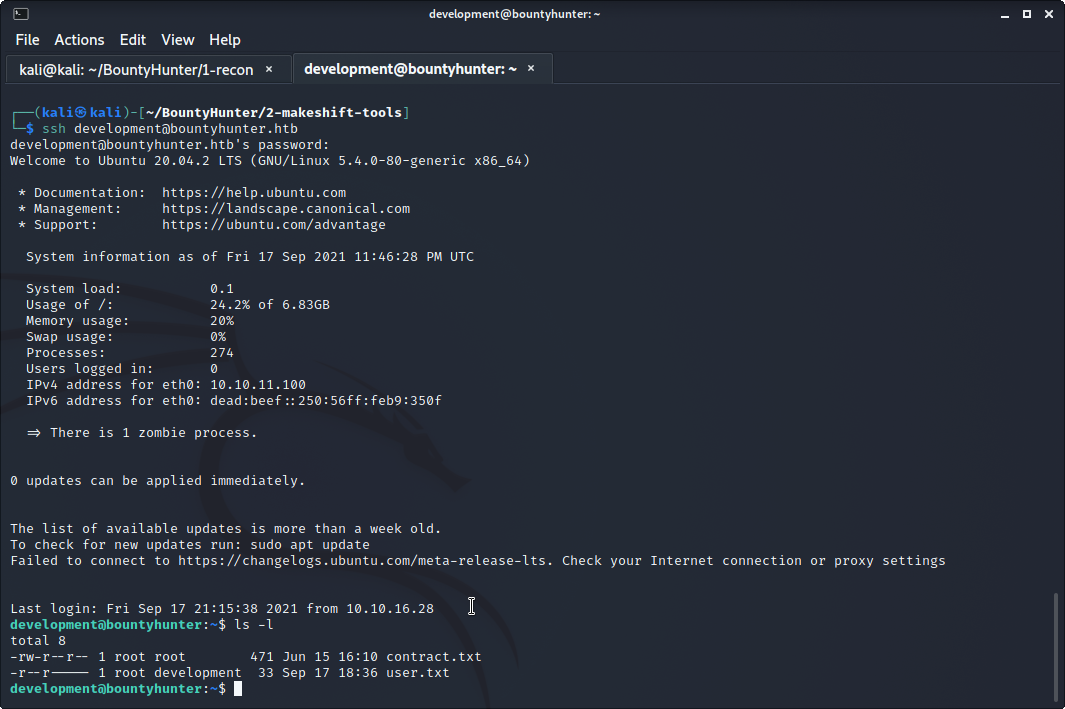 development@bountyhunter: ~
File Actions Edit View Help
kali@kali: ~/BountyHunter/1-recon × development@bountyhunter: ~ ×
┌──(kali㉿kali)-[~/BountyHunter/2-makeshift-tools]
└─$ ssh development@bountyhunter.htb
development@bountyhunter.htb's password:
Welcome to Ubuntu 20.04.2 LTS (GNU/Linux 5.4.0-80-generic x86_64)
* Documentation: https://help.ubuntu.com
* Management: https://landscape.canonical.com
* Support: https://ubuntu.com/advantage
System information as of Fri 17 Sep 2021 11:46:28 PM UTC
System load: 0.1
Usage of /: 24.2% of 6.83GB
Memory usage: 20%
Swap usage: 0%
Processes: 274
Users logged in: 0
IPv4 address for eth0: 10.10.11.100
IPv6 address for eth0: dead:beef::250:56ff:feb9:350f
=> There is 1 zombie process.
0 updates can be applied immediately.
The list of available updates is more than a week old.
To check for new updates run: sudo apt update
Failed to connect to https://changelogs.ubuntu.com/meta-release-lts. Check your Internet connection or proxy settings
Last login: Fri Sep 17 21:15:38 2021 from 10.10.16.28
development@bountyhunter:~$ ls -l
total 8
-rw-r--r-- 1 root root 471 Jun 15 16:10 contract.txt
-r--r----- 1 root development 33 Sep 17 18:36 user.txt
development@bountyhunter:~$